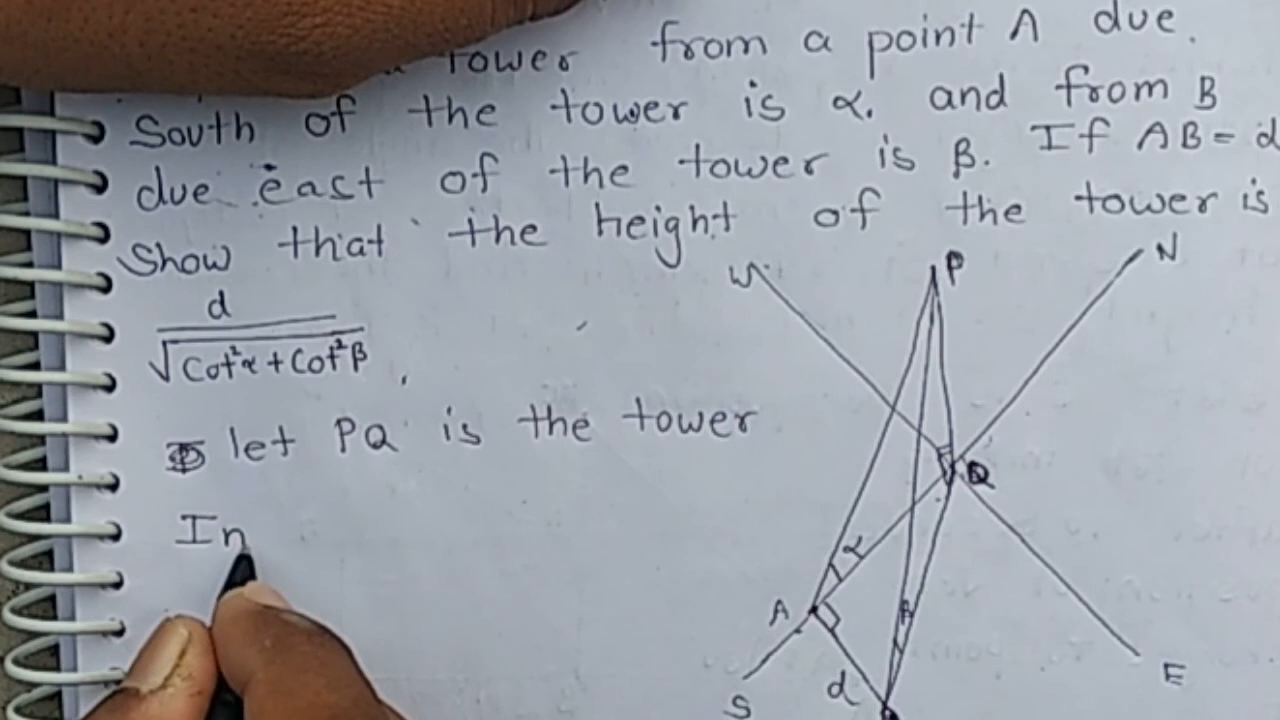 Tower from a point A due.
South of the tower is α. and from B
due east of the tower is β. If AB = d
Show that the height of the tower is
d
√Cot²α + Cot²β ,
let PQ is the tower
In
W
P
N
Q
α
A
β
d
S
E